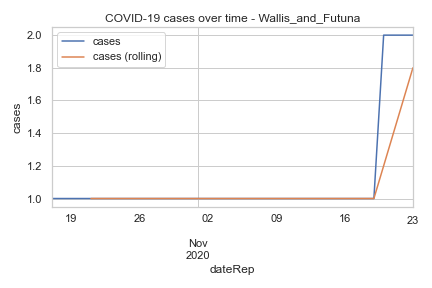 COVID-19 cases over time - Wallis_and_Futuna
cases
cases (rolling)
cases
2.0
1.8
1.6
1.4
1.2
1.0
19 26 02 09 16 23
Nov
2020
dateRep